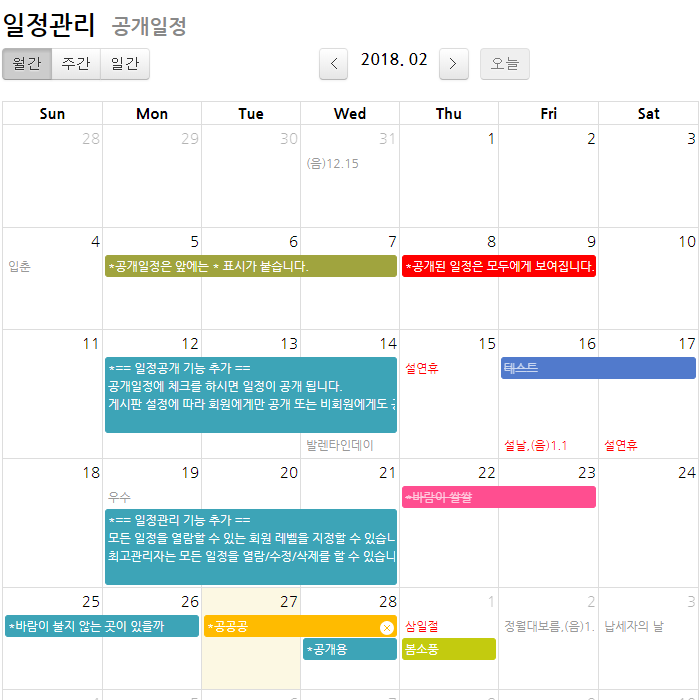 일정관리 공개일정
월간 주간 일간 < 2018. 02 > 오늘
Sun Mon Tue Wed Thu Fri Sat
28 29 30 31 1 2 3
(음)12.15
4 5 6 7 8 9 10
입춘 *공개일정은 앞에는 * 표시가 붙습니다. *공개된 일정은 모두에게 보여집니다.
11 12 13 14 15 16 17
*== 일정공개 기능 추가 == 설연휴 테스트
공개일정에 체크를 하시면 일정이 공개 됩니다.
게시판 설정에 따라 회원에게만 공개 또는 비회원에게도
발렌타인데이 설날,(음)1.1 설연휴
18 19 20 21 22 23 24
우수 *바람이 쌀쌀
*== 일정관리 기능 추가 ==
모든 일정을 열람할 수 있는 회원 레벨을 지정할 수 있습니
최고관리자는 모든 일정을 열람/수정/삭제를 할 수 있습니
25 26 27 28 1 2 3
*바람이 불지 않는 곳이 있을까 *공공공 삼일절 정월대보름,(음)1. 납세자의 날
*공개용 봄소풍